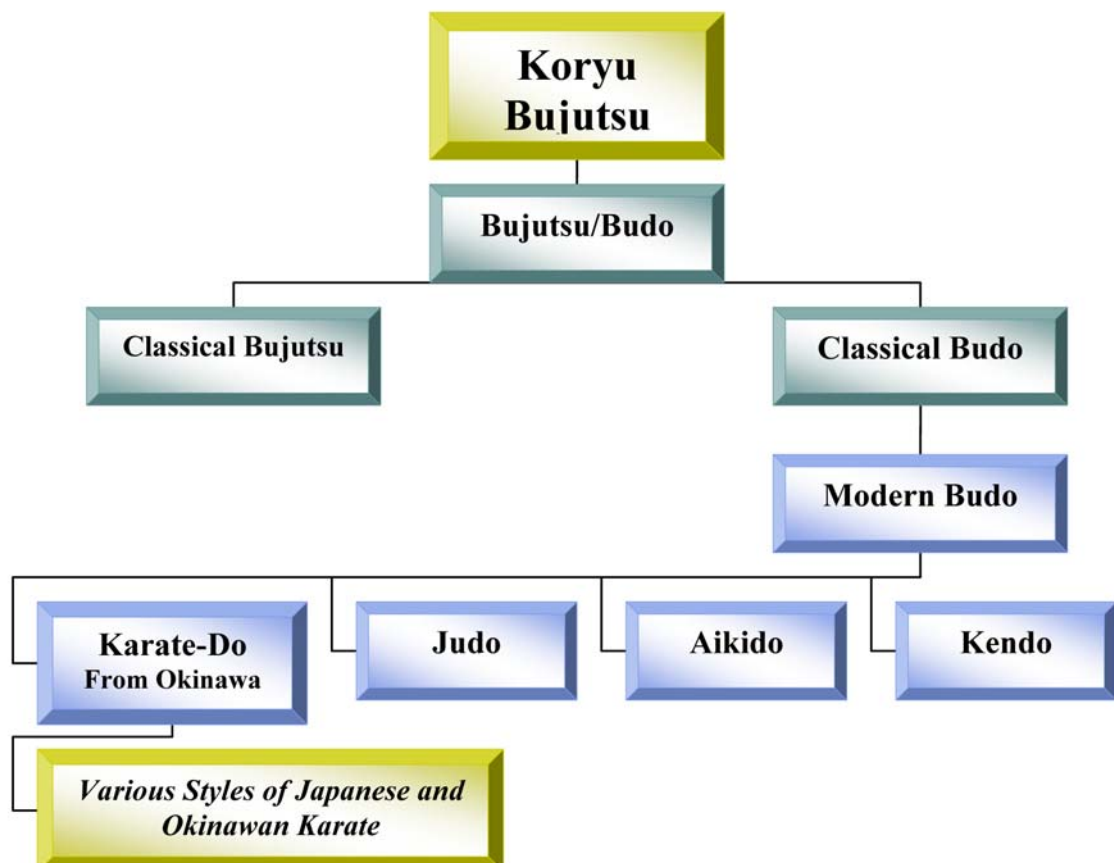 Koryu
Bujutsu
Bujutsu/Budo
Classical Bujutsu
Classical Budo
Modern Budo
Karate-Do
From Okinawa
Judo
Aikido
Kendo
Various Styles of Japanese and
Okinawan Karate